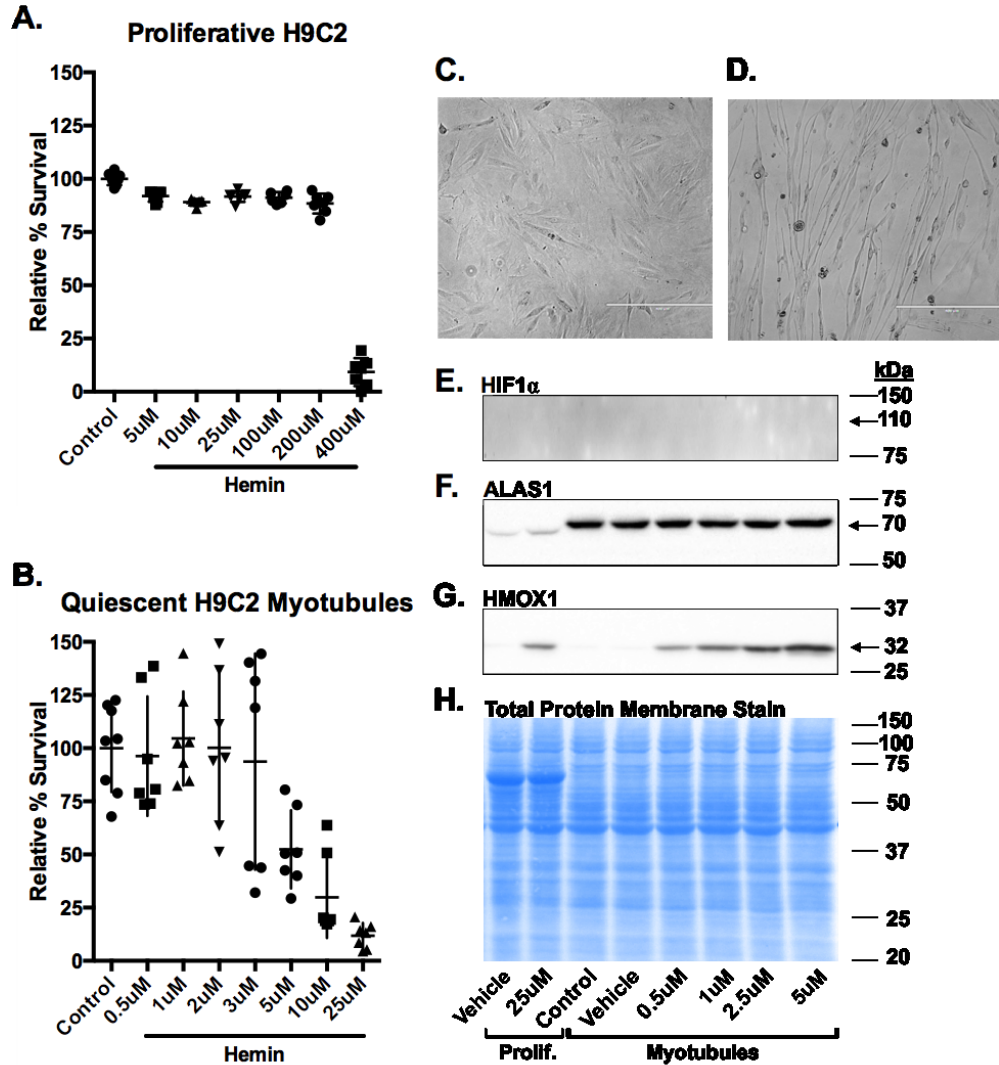 A.
Proliferative H9C2
Relative % Survival
150
125
100
75
50
25
0
Control
5uM
10uM
25uM
100uM
200uM
400uM
Hemin
B.
Quiescent H9C2 Myotubules
Relative % Survival
150
125
100
75
50
25
0
Control
0.5uM
1uM
2uM
3uM
5uM
10uM
25uM
Hemin
C.
D.
E.
HIF1α
kDa
150
110
75
F.
ALAS1
75
70
50
G.
HMOX1
37
32
25
H.
Total Protein Membrane Stain
150
100
75
50
37
25
20
Vehicle
25uM
Control
Vehicle
0.5uM
1uM
2.5uM
5uM
Prolif.
Myotubules